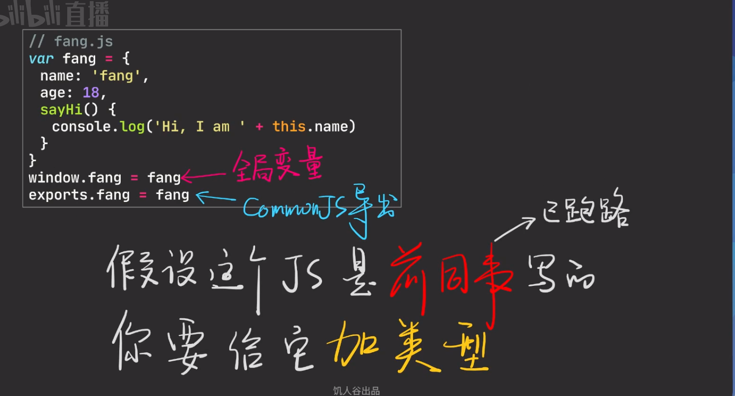 bilibili直播
// fang.js
var fang = {
name: 'fang',
age: 18,
sayHi() {
console.log('Hi, I am ' + this.name)
}
}
window.fang = fang
全局变量
exports.fang = fang
CommonJS导出
已跑路
假设这个JS是前同事写的
你要给它加类型
饥人谷出品